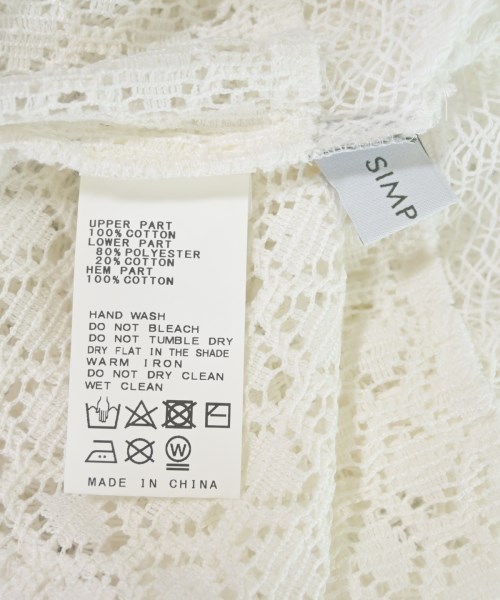 SIMP
UPPER PART
100% COTTON
LOWER PART
80% POLYESTER
20% COTTON
HEM PART
100% COTTON
HAND WASH
DO NOT BLEACH
DO NOT TUMBLE DRY
DRY FLAT IN THE SHADE
WARM IRON
DO NOT DRY CLEAN
WET CLEAN
W
MADE IN CHINA